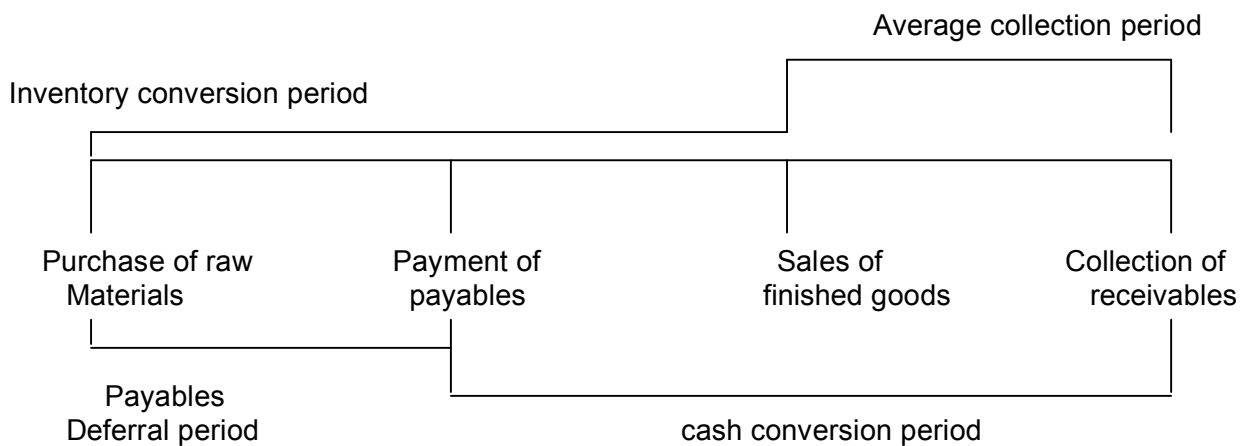 Average collection period
Inventory conversion period
Purchase of raw
Materials
Payment of
payables
Sales of
finished goods
Collection of
receivables
Payables
Deferral period
cash conversion period